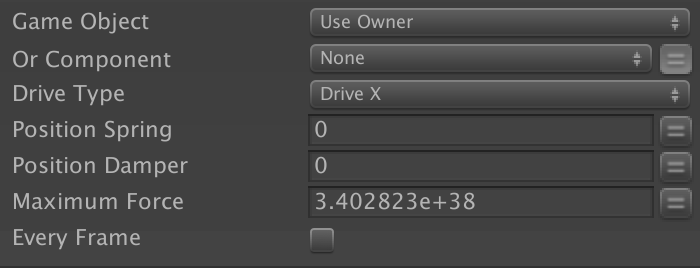 Game Object Use Owner
Or Component None
Drive Type Drive X
Position Spring 0
Position Damper 0
Maximum Force 3.402823e+38
Every Frame